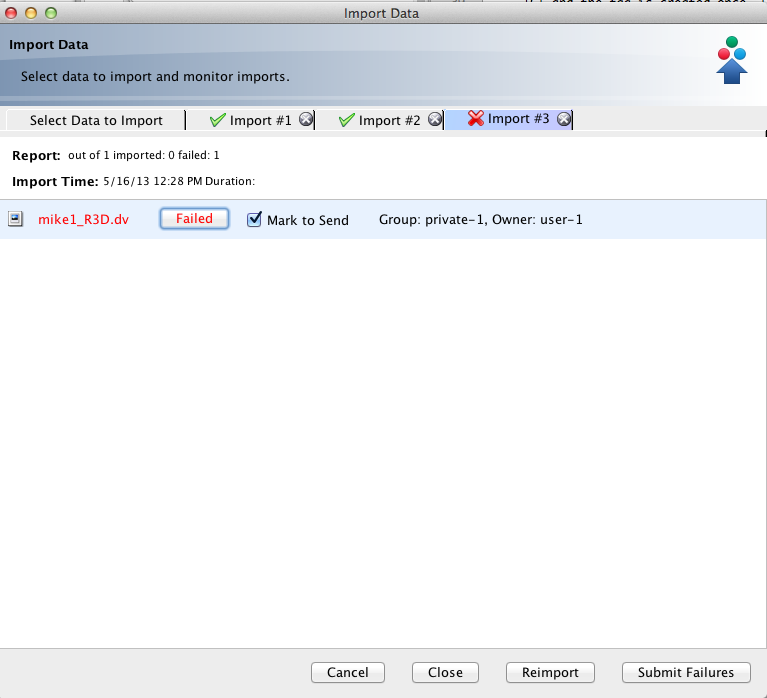 Import Data
Import Data
Select data to import and monitor imports.
Select Data to Import Import #1 Import #2 Import #3
Report: out of 1 imported: 0 failed: 1
Import Time: 5/16/13 12:28 PM Duration:
mike1_R3D.dv Failed Mark to Send Group: private-1, Owner: user-1
Cancel Close Reimport Submit Failures